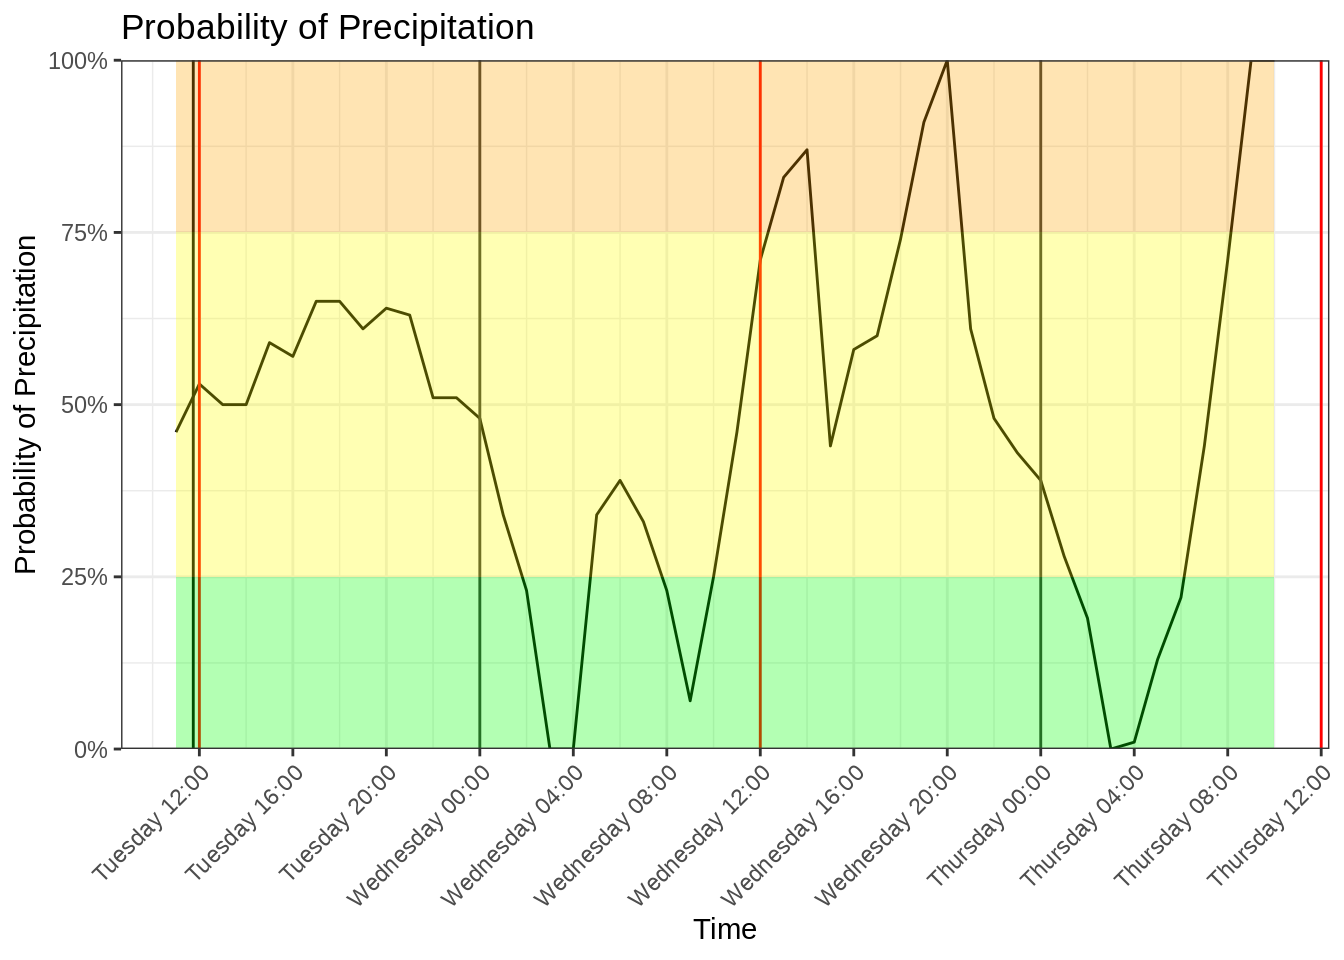 Probability of Precipitation
Probability of Precipitation
100%
75%
50%
25%
0%
Tuesday 12:00
Tuesday 16:00
Tuesday 20:00
Wednesday 00:00
Wednesday 04:00
Wednesday 08:00
Wednesday 12:00
Wednesday 16:00
Wednesday 20:00
Thursday 00:00
Thursday 04:00
Thursday 08:00
Thursday 12:00
Time